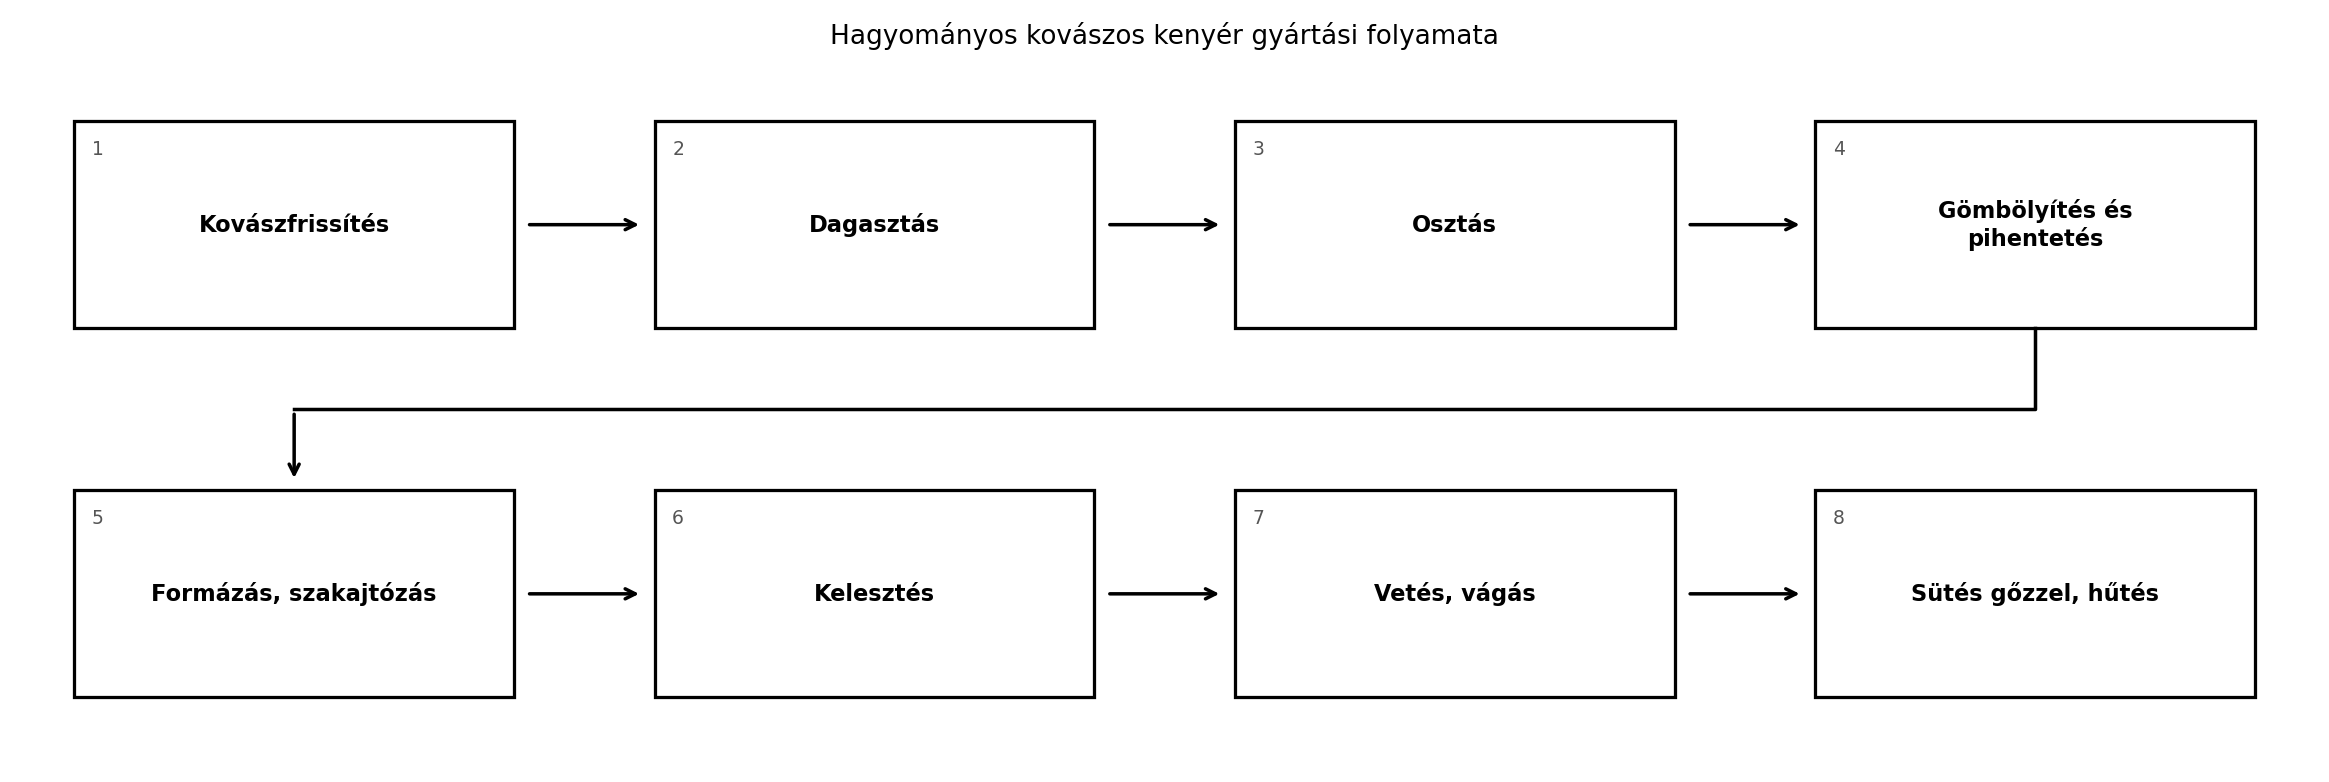 Hagyományos kovászos kenyér gyártási folyamata
1
Kovászfrissítés
2
Dagasztás
3
Osztás
4
Gömbölyítés és
pihentetés
5
Formázás, szakajtózás
6
Kelesztés
7
Vetés, vágás
8
Sütés gőzzel, hűtés